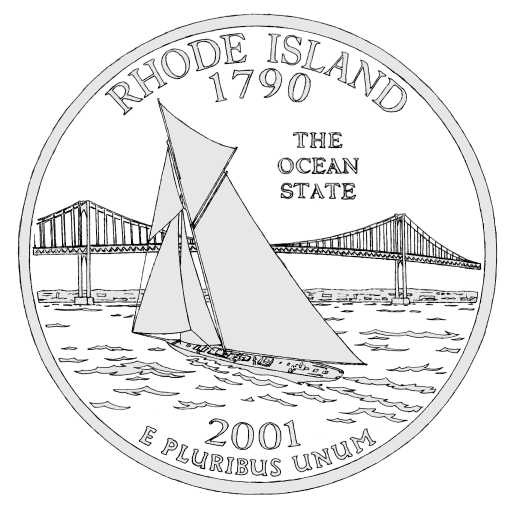 RHODE ISLAND
1790
THE
OCEAN
STATE
2001
E PLURIBUS UNUM